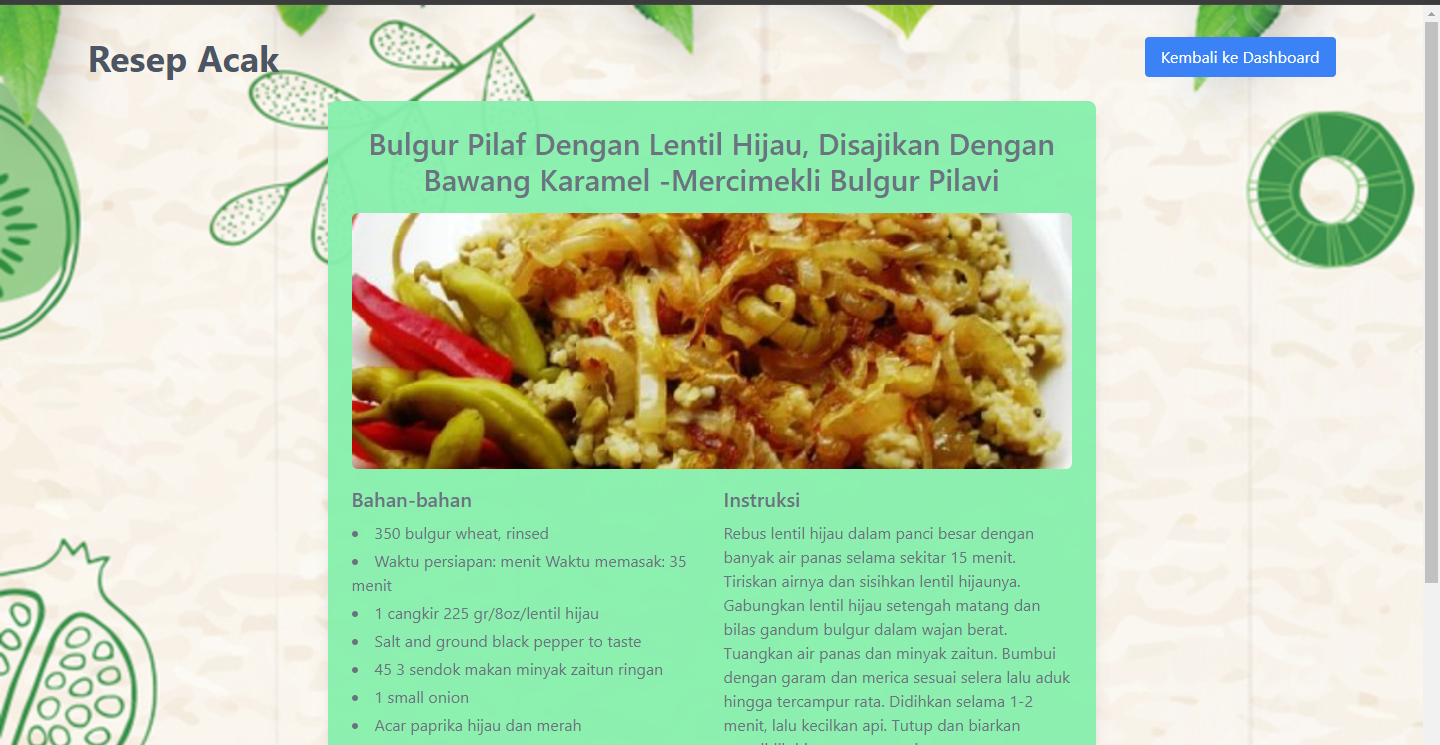 Resep Acak
Kembali ke Dashboard
Bulgur Pilaf Dengan Lentil Hijau, Disajikan Dengan
Bawang Karamel -Mercimekli Bulgur Pilavi
Bahan-bahan
• 350 bulgur wheat, rinsed
• Waktu persiapan: menit Waktu memasak: 35
menit
• 1 cangkir 225 gr/8oz/lentil hijau
• Salt and ground black pepper to taste
• 45 3 sendok makan minyak zaitun ringan
• 1 small onion
• Acar paprika hijau dan merah
Instruksi
Rebus lentil hijau dalam panci besar dengan
banyak air panas selama sekitar 15 menit.
Tiriskan airnya dan sisihkan lentil hijaunya.
Gabungkan lentil hijau setengah matang dan
bilas gandum bulgur dalam wajan berat.
Tuangkan air panas dan minyak zaitun. Bumbui
dengan garam dan merica sesuai selera lalu aduk
hingga tercampur rata. Didihkan selama 1-2
menit, lalu kecilkan api. Tutup dan biarkan